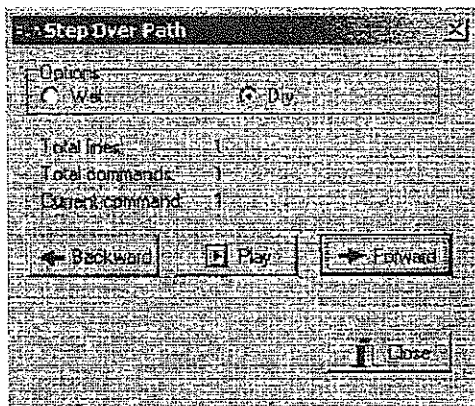 Step Over Path
Options
Wet
Dry
Total lines: 1
Total commands: 1
Current command: 1
Backward
Play
Forward
Close